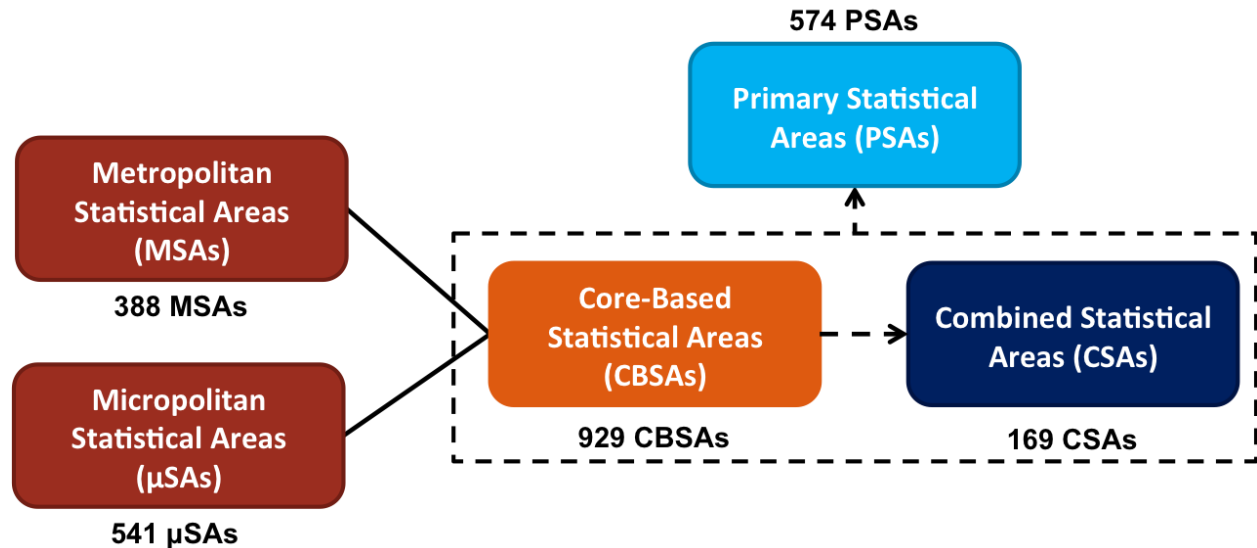 574 PSAs
Primary Statistical
Areas (PSAs)
Metropolitan
Statistical Areas
(MSAs)
388 MSAs
Micropolitan
Statistical Areas
(µSAs)
541 µSAs
Core-Based
Statistical Areas
(CBSAs)
929 CBSAs
Combined Statistical
Areas (CSAs)
169 CSAs